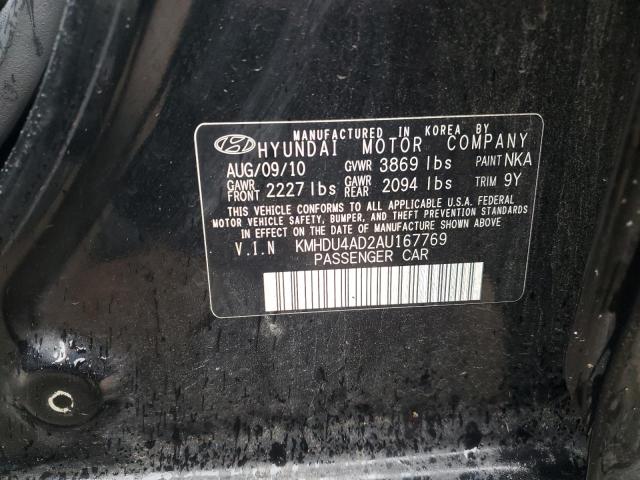 MANUFACTURED IN KOREA BY
HYUNDAI MOTOR COMPANY
AUG/09/10 GVWR 3869 lbs PAINT NKA
GAWR FRONT 2227 lbs GAWR REAR 2094 lbs TRIM 9Y
THIS VEHICLE CONFORMS TO ALL APPLICABLE U.S.A. FEDERAL
MOTOR VEHICLE SAFETY, BUMPER, AND THEFT PREVENTION STANDARDS
IN EFFECT ON THE DATE OF MANUFACTURE SHOWN ABOVE.
V.I.N KMHDU4AD2AU167769
PASSENGER CAR